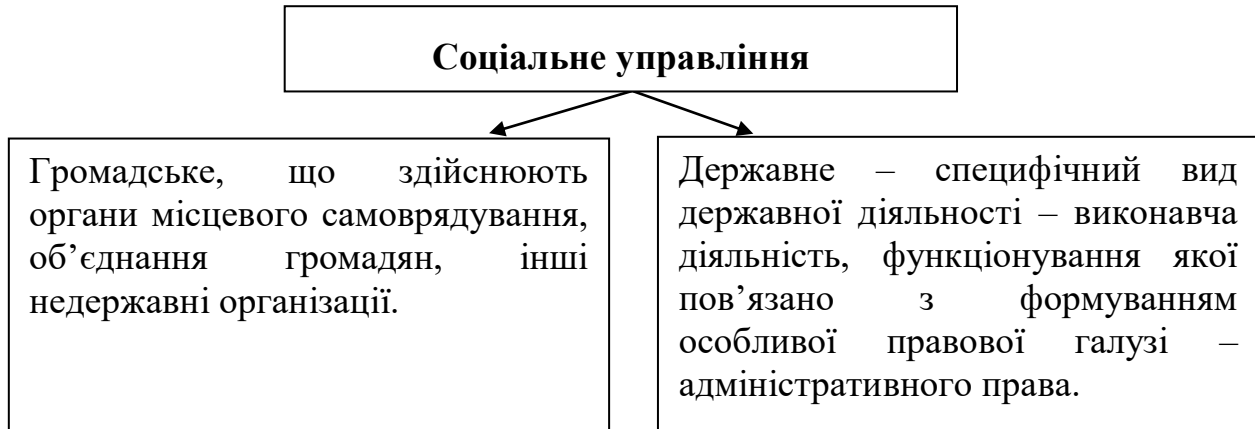 Соціальне управління
Громадське, що здійснюють
органи місцевого самоврядування,
об’єднання громадян, інші
недержавні організації.
Державне – специфічний вид
державної діяльності – виконавча
діяльність, функціонування якої
пов’язано з формуванням
особливої правової галузі –
адміністративного права.